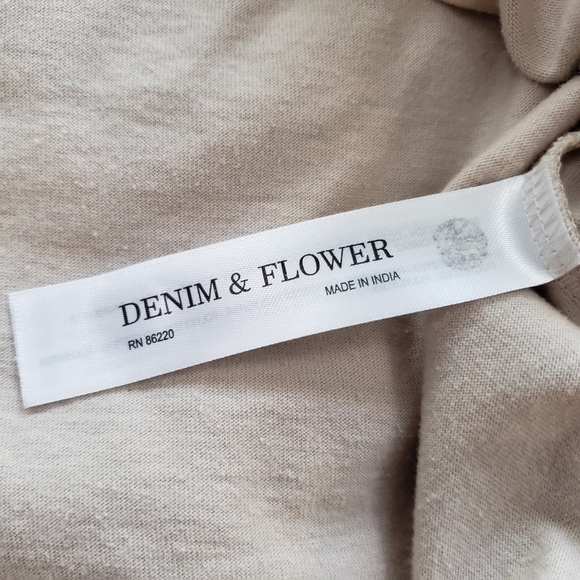 DENIM & FLOWER
RN 86220
MADE IN INDIA